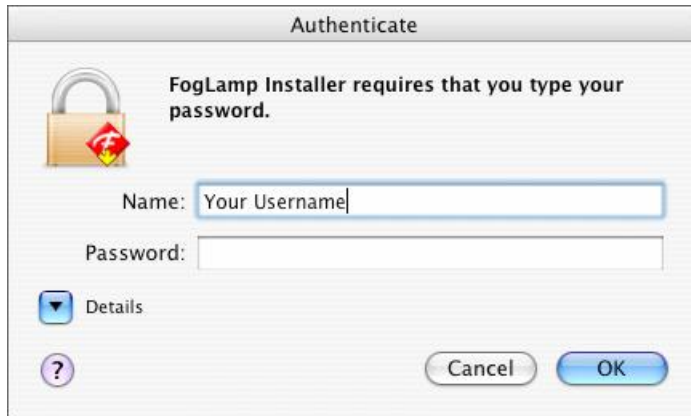 Authenticate
FogLamp Installer requires that you type your
password.
Name: Your Username
Password:
Details
?
Cancel
OK